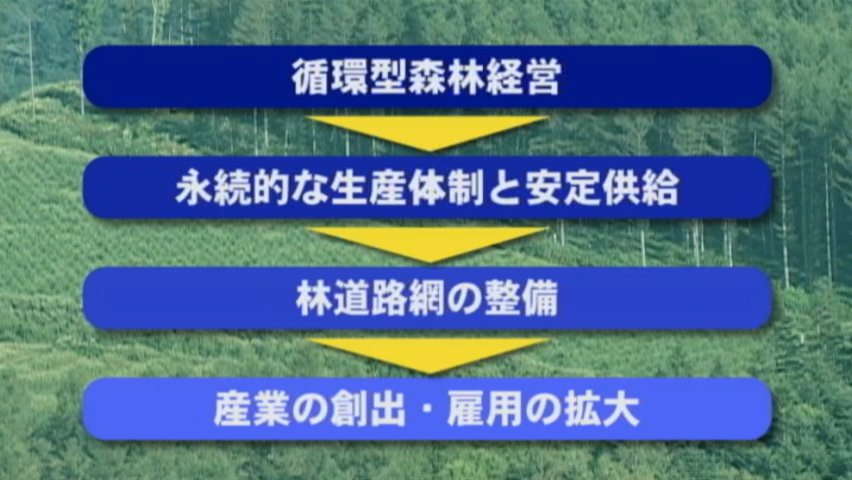 循環型森林経営
永続的な生産体制と安定供給
林道路網の整備
産業の創出・雇用の拡大